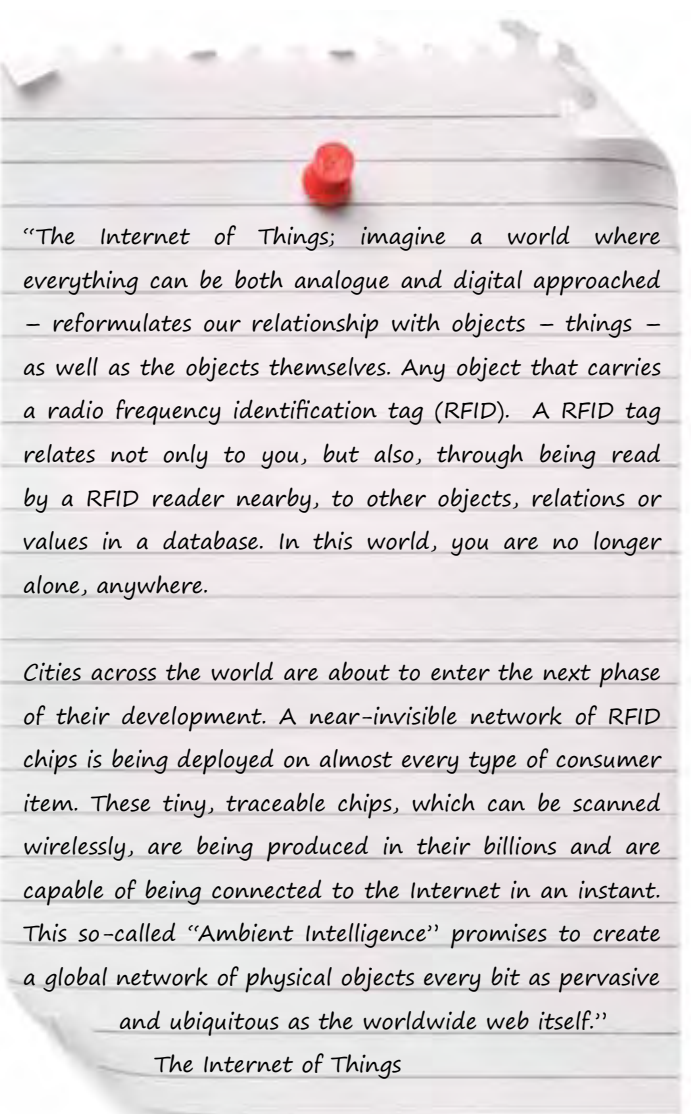 “The Internet of Things; imagine a world where
everything can be both analogue and digital approached
– reformulates our relationship with objects – things –
as well as the objects themselves. Any object that carries
a radio frequency identification tag (RFID). A RFID tag
relates not only to you, but also, through being read
by a RFID reader nearby, to other objects, relations or
values in a database. In this world, you are no longer
alone, anywhere.
Cities across the world are about to enter the next phase
of their development. A near-invisible network of RFID
chips is being deployed on almost every type of consumer
item. These tiny, traceable chips, which can be scanned
wirelessly, are being produced in their billions and are
capable of being connected to the Internet in an instant.
This so-called “Ambient Intelligence” promises to create
a global network of physical objects every bit as pervasive
and ubiquitous as the worldwide web itself.”
The Internet of Things